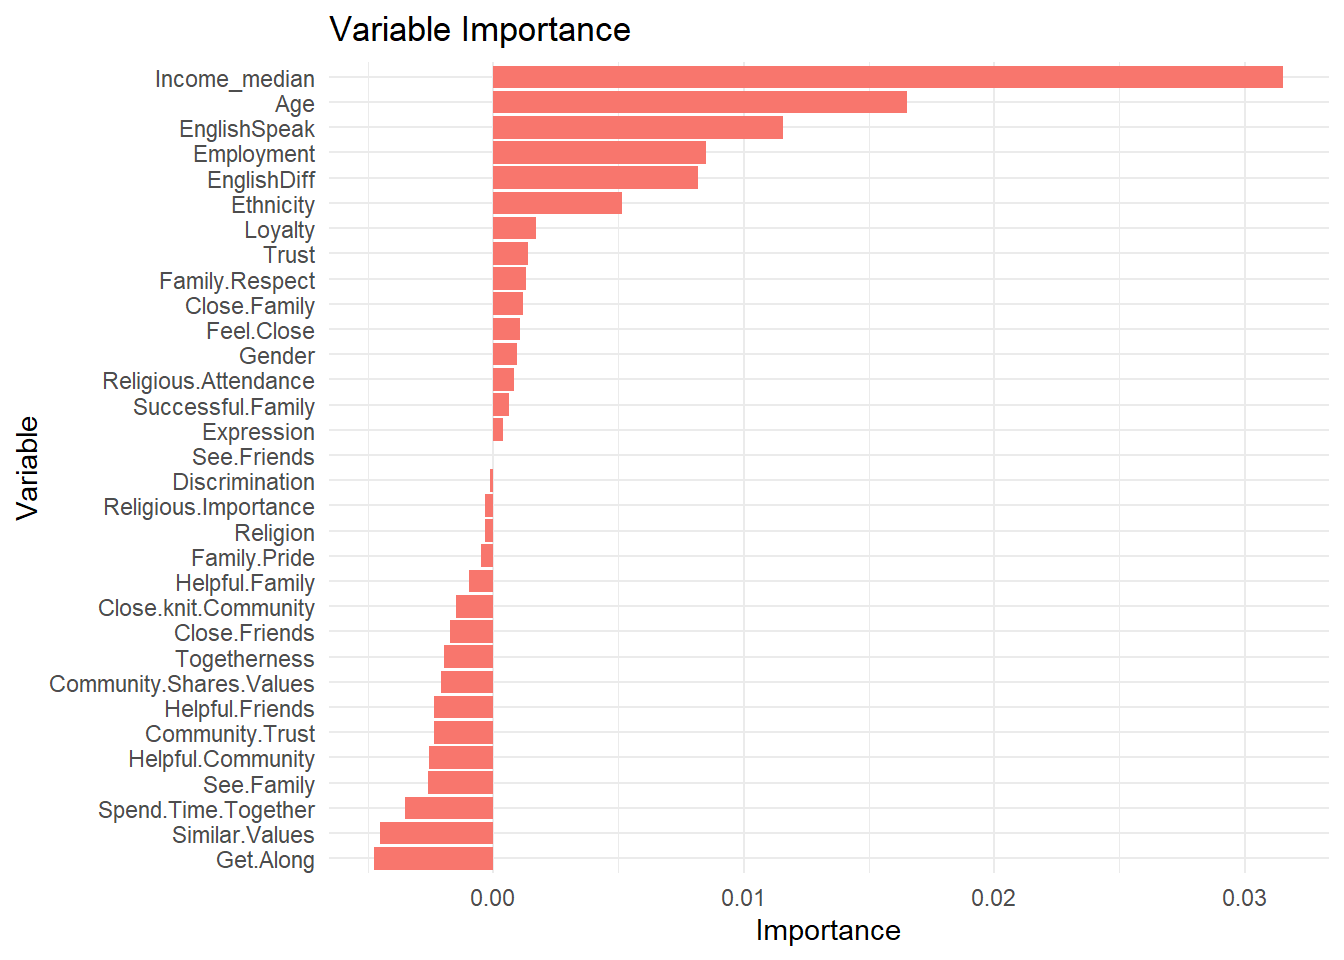 Variable Importance
Income_median
Age
EnglishSpeak
Employment
EnglishDiff
Ethnicity
Loyalty
Trust
Family.Respect
Close.Family
Feel.Close
Gender
Religious.Attendance
Successful.Family
Expression
See.Friends
Discrimination
Religious.Importance
Religion
Family.Pride
Helpful.Family
Close.knit.Community
Close.Friends
Togetherness
Community.Shares.Values
Helpful.Friends
Community.Trust
Helpful.Community
See.Family
Spend.Time.Together
Similar.Values
Get.Along
Variable
0.00 0.01 0.02 0.03
Importance